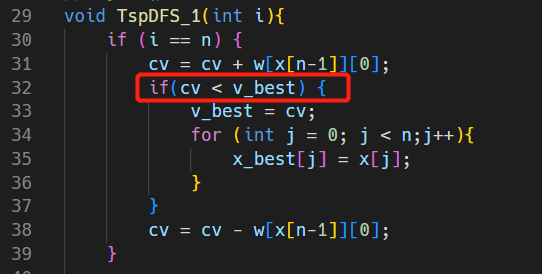 29 void TspDFS_1(int i){
30     if (i == n) {
31         cv = cv + w[x[n-1]][0];
32         if(cv < v_best) {
33             v_best = cv;
34             for (int j = 0; j < n;j++){
35                 x_best[j] = x[j];
36             }
37         }
38         cv = cv - w[x[n-1]][0];
39     }